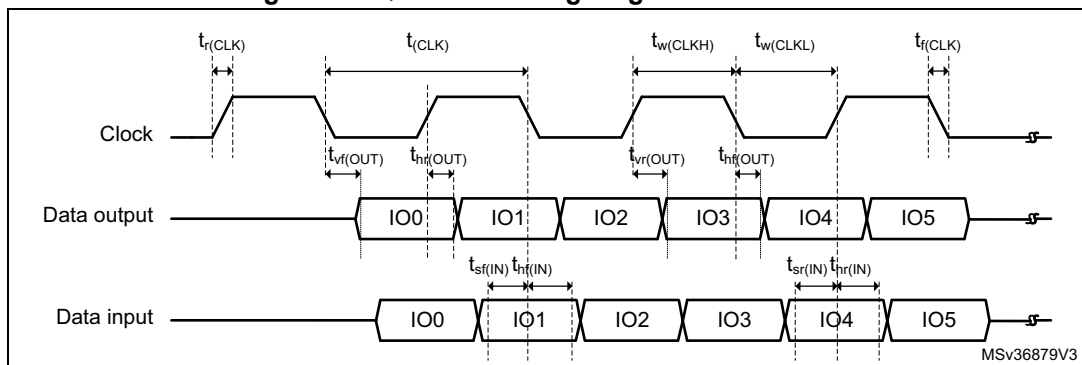 t_r(CLK) t_(CLK) t_w(CLKH) t_w(CLKL) t_f(CLK)
Clock
t_vf(OUT) t_hr(OUT) t_vr(OUT) t_hf(OUT)
Data output IO0 IO1 IO2 IO3 IO4 IO5
t_sf(IN) t_hf(IN) t_sr(IN) t_hr(IN)
Data input IO0 IO1 IO2 IO3 IO4 IO5
MSv36879V3